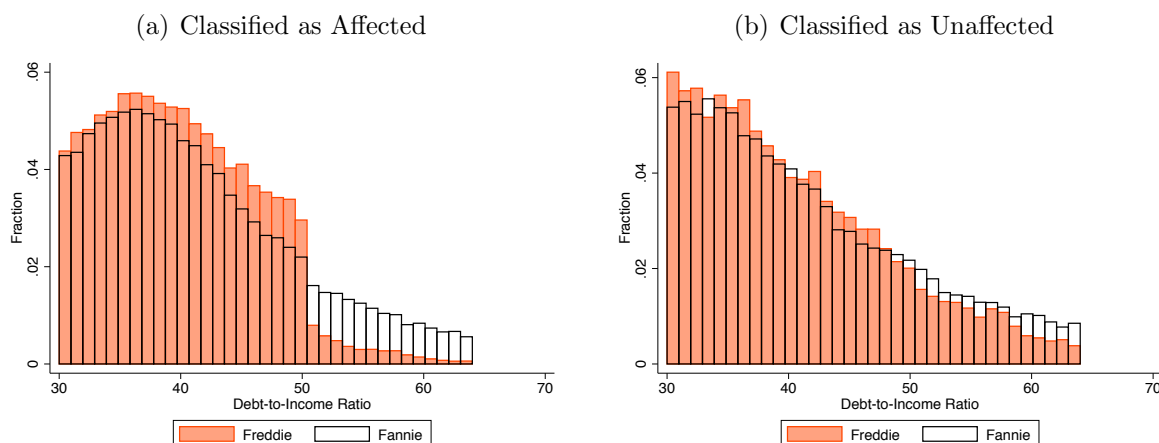 (a) Classified as Affected
(b) Classified as Unaffected
Fraction
0
.02
.04
.06
30
40
50
60
70
Debt-to-Income Ratio
Freddie
Fannie
Fraction
0
.02
.04
.06
30
40
50
60
70
Debt-to-Income Ratio
Freddie
Fannie